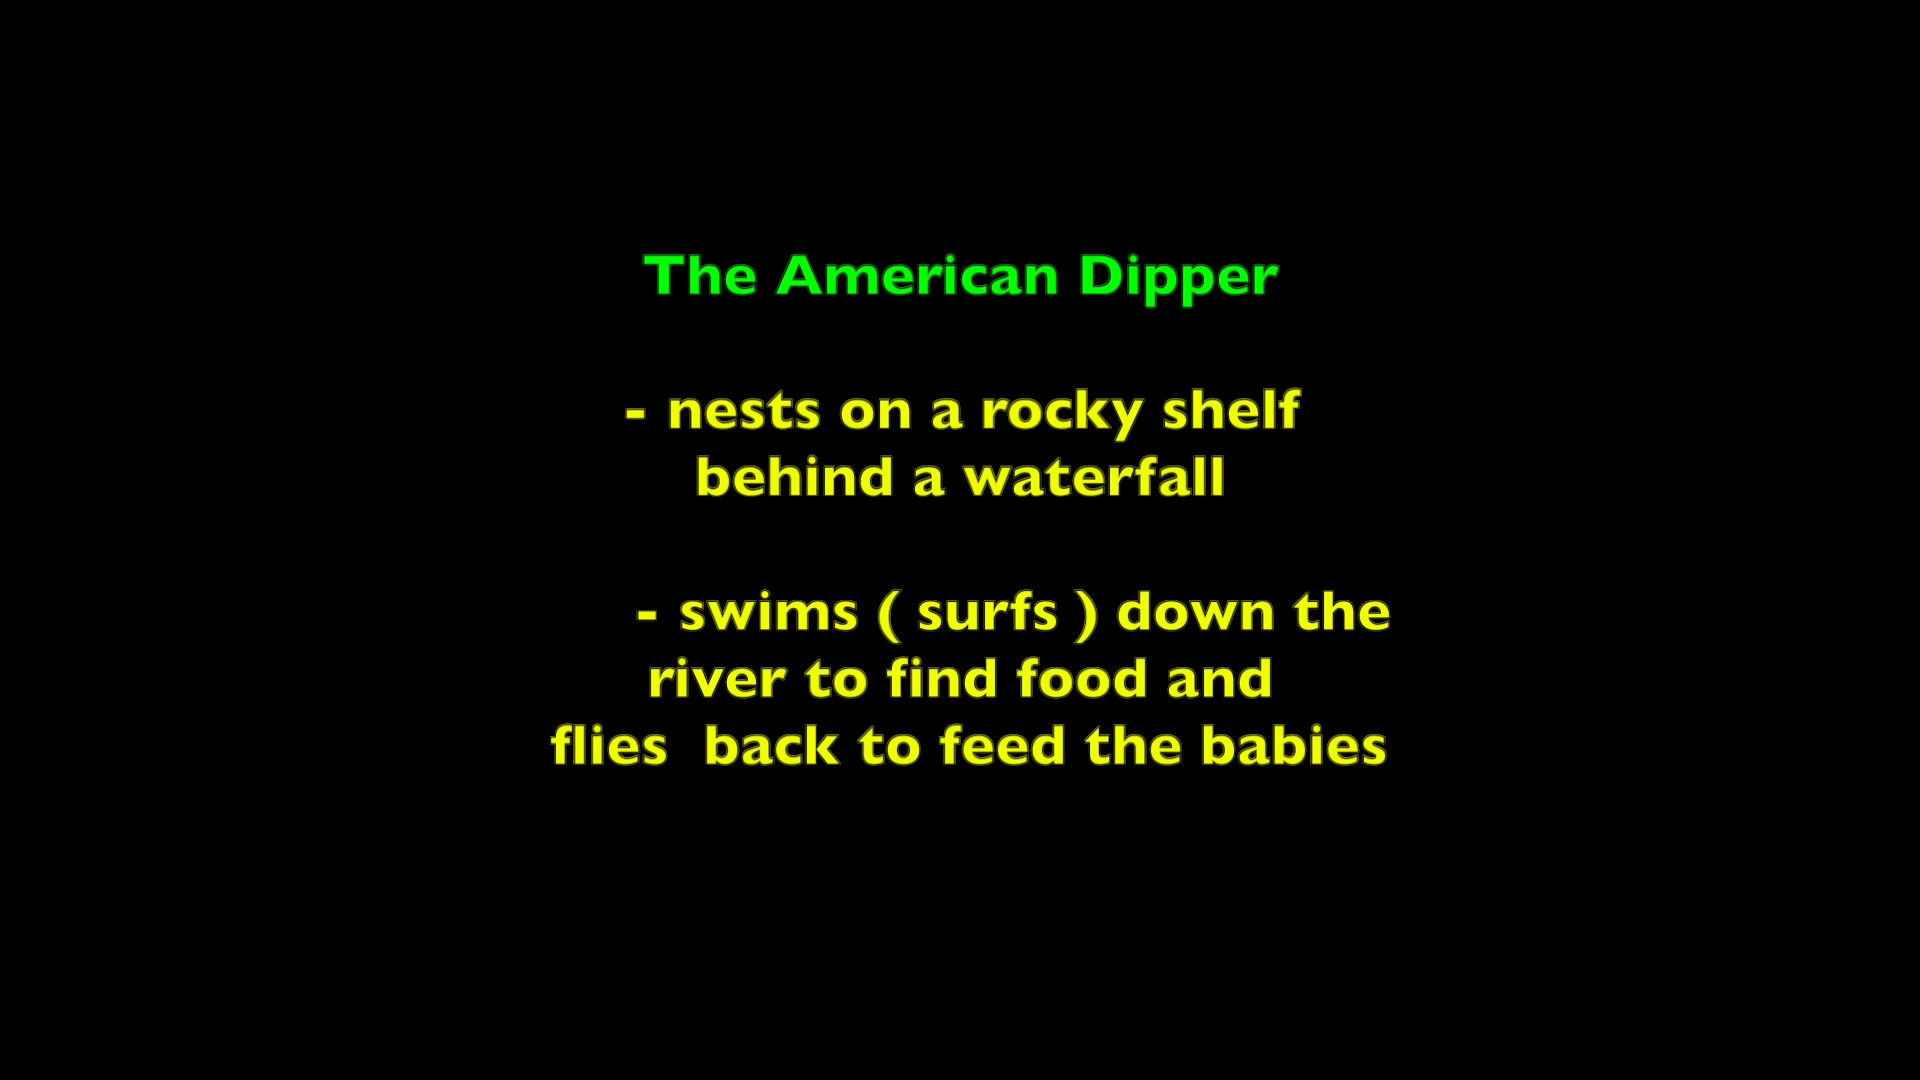 The American Dipper
- nests on a rocky shelf
behind a waterfall
- swims ( surfs ) down the
river to find food and
flies  back to feed the babies